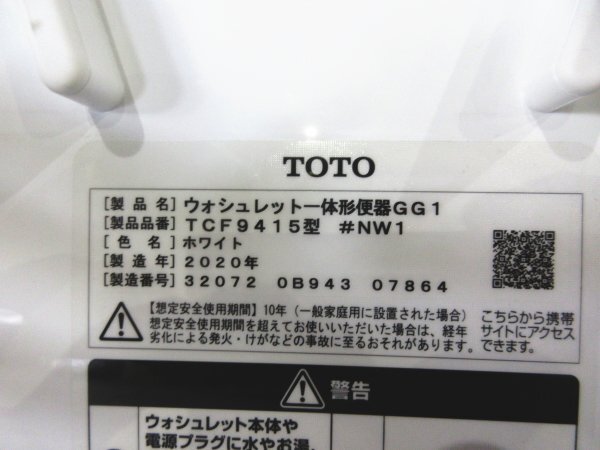 TOTO
[製 品 名] ウォシュレット一体形便器GG1
[製品品番] TCF9415型 #NW1
[ 色 名 ] ホワイト
[製 造 年] 2020年
[製造番号] 32072 0B943 07864
【想定安全使用期間】10年（一般家庭用に設置された場合）
想定安全使用期間を超えてお使いいただいた場合は、経年
劣化による発火・けがなどの事故に至るおそれがあります。
こちらから携帯
サイトにアクセス
できます。
警告
ウォシュレット本体や
電源プラグに水やお湯、